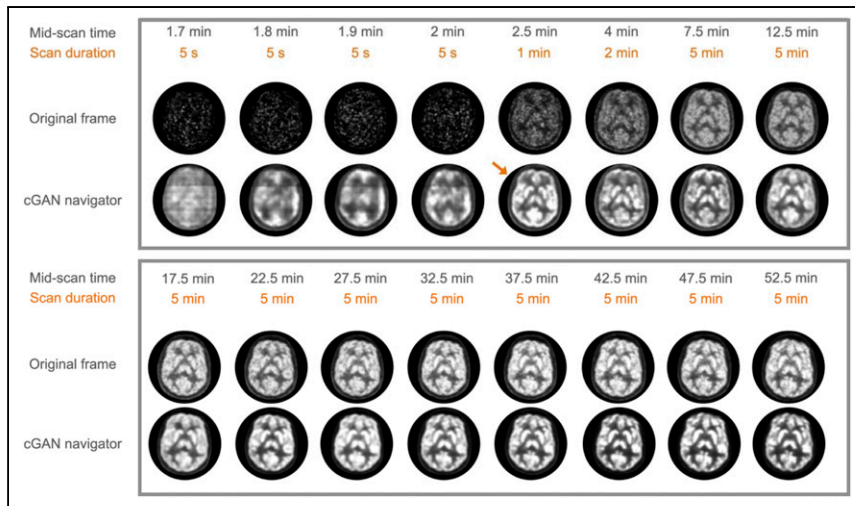 Mid-scan time 1.7 min 1.8 min 1.9 min 2 min 2.5 min 4 min 7.5 min 12.5 min
Scan duration 5 s 5 s 5 s 5 s 1 min 2 min 5 min 5 min
Original frame
cGAN navigator
Mid-scan time 17.5 min 22.5 min 27.5 min 32.5 min 37.5 min 42.5 min 47.5 min 52.5 min
Scan duration 5 min 5 min 5 min 5 min 5 min 5 min 5 min 5 min
Original frame
cGAN navigator